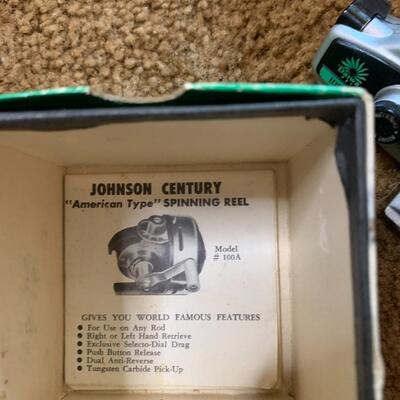 JOHNSON CENTURY
"American Type" SPINNING REEL
Model
# 100A
GIVES YOU WORLD FAMOUS FEATURES
● For Use on Any Rod
● Right or Left Hand Retrieve
● Exclusive Selecto-Dial Drag
● Push Button Release
● Dual Anti-Reverse
● Tungsten Carbide Pick-Up